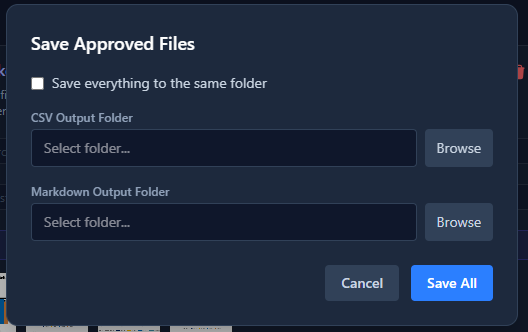 Save Approved Files
Save everything to the same folder
CSV Output Folder
Select folder...
Browse
Markdown Output Folder
Select folder...
Browse
Cancel
Save All